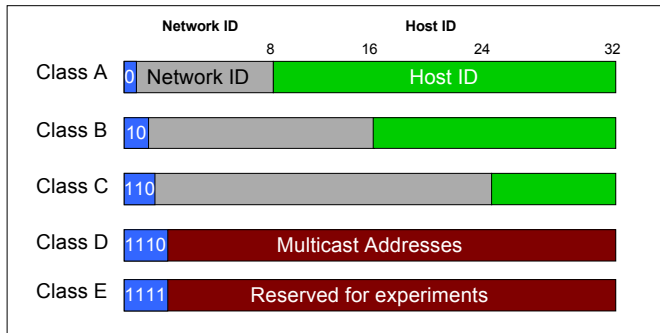 Network ID Host ID
8 16 24 32
Class A 0 Network ID Host ID
Class B 10
Class C 110
Class D 1110 Multicast Addresses
Class E 1111 Reserved for experiments